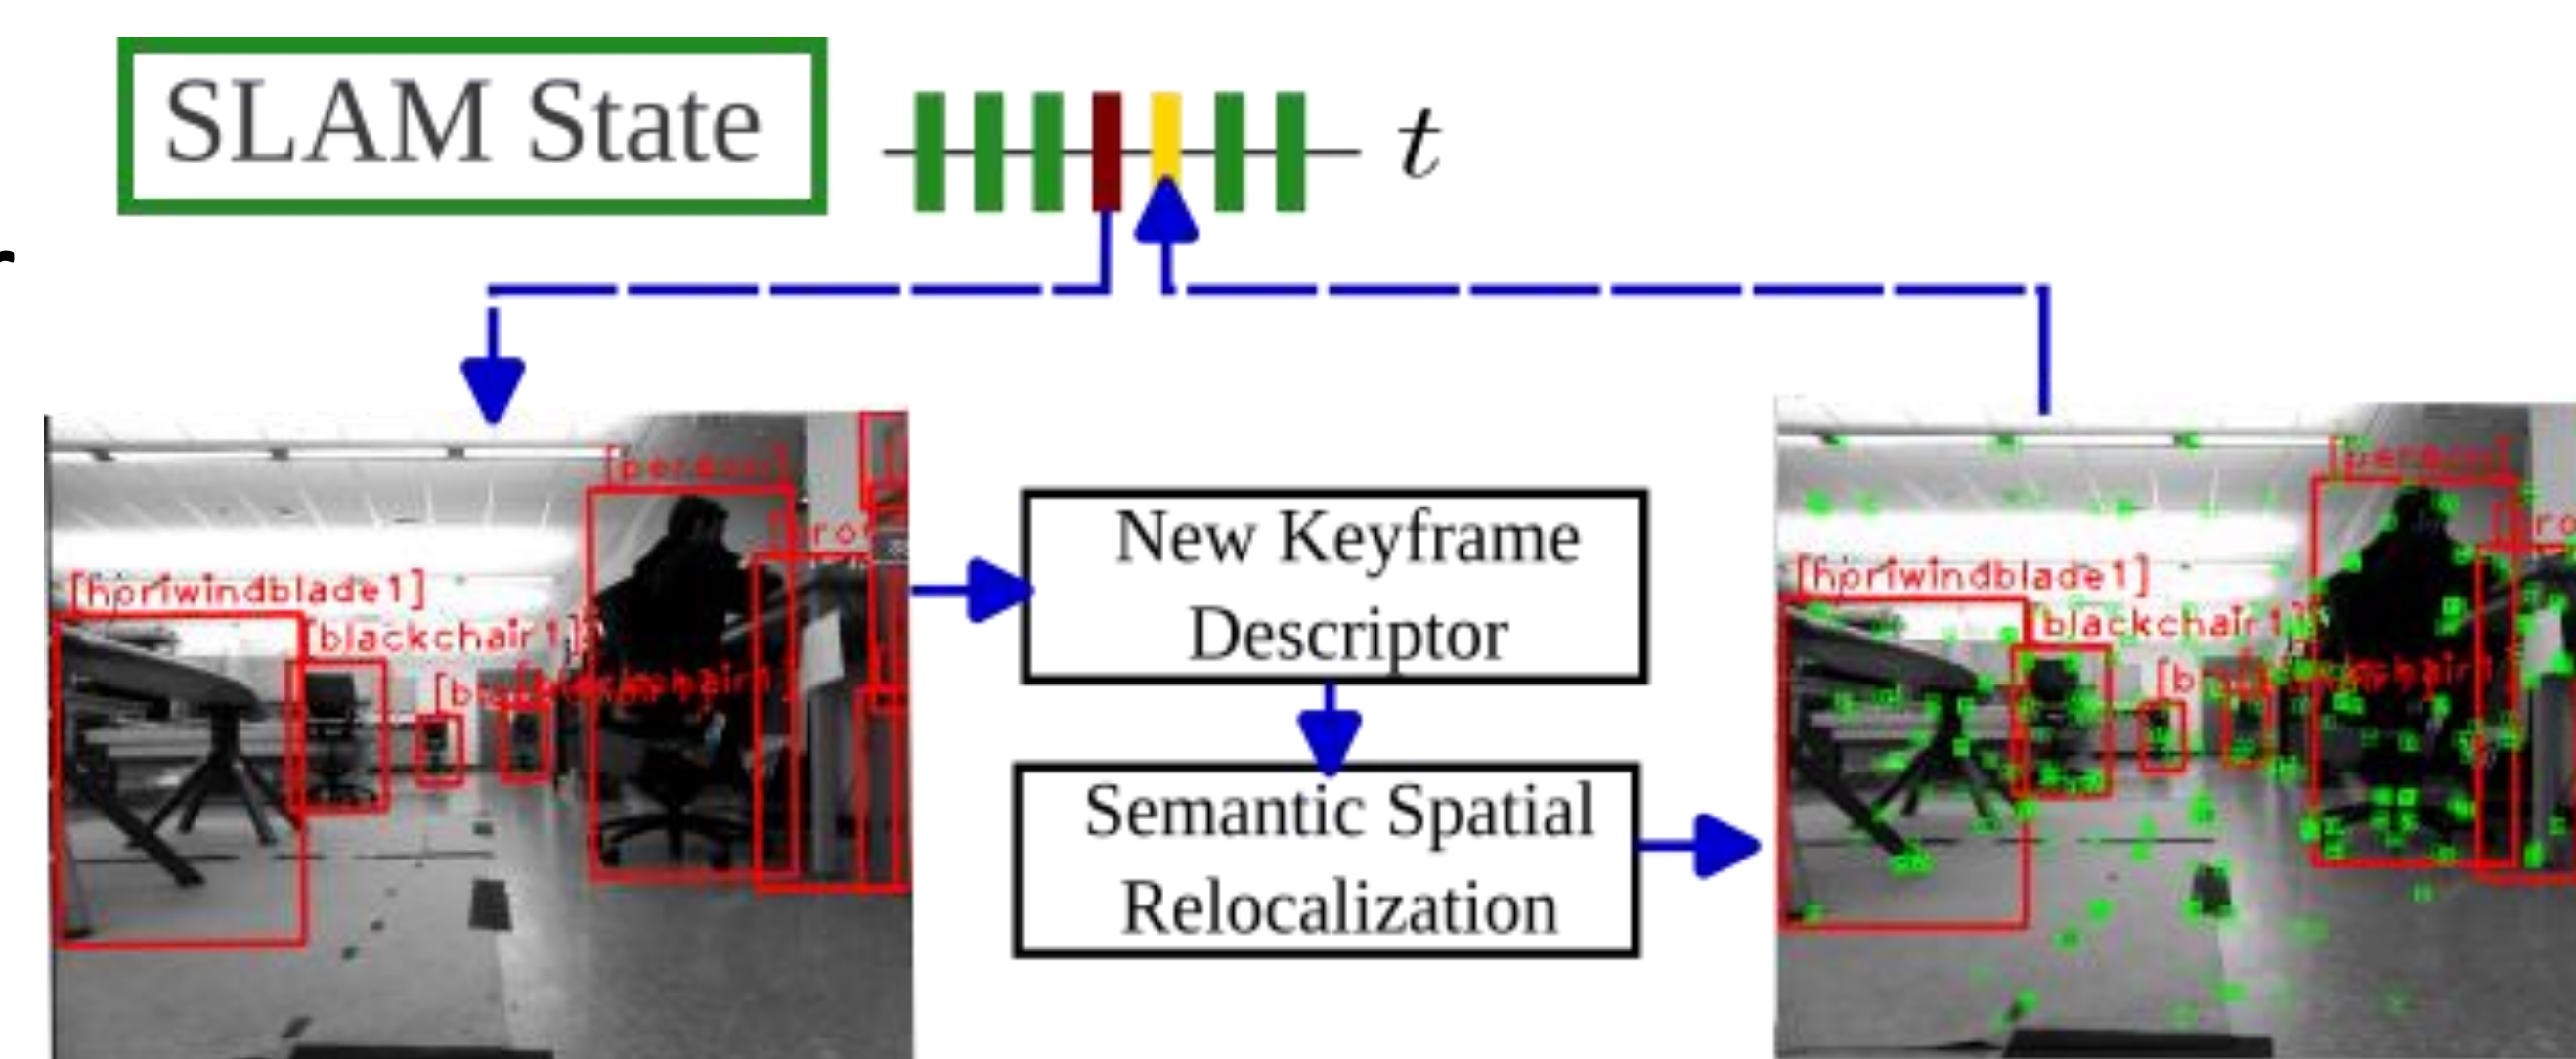 SLAM State
t
r
[person]
[horiwindblade1]
[blackchair1]
New Keyframe
Descriptor
Semantic Spatial
Relocalization
[person]
[horiwindblade1]
[blackchair1]